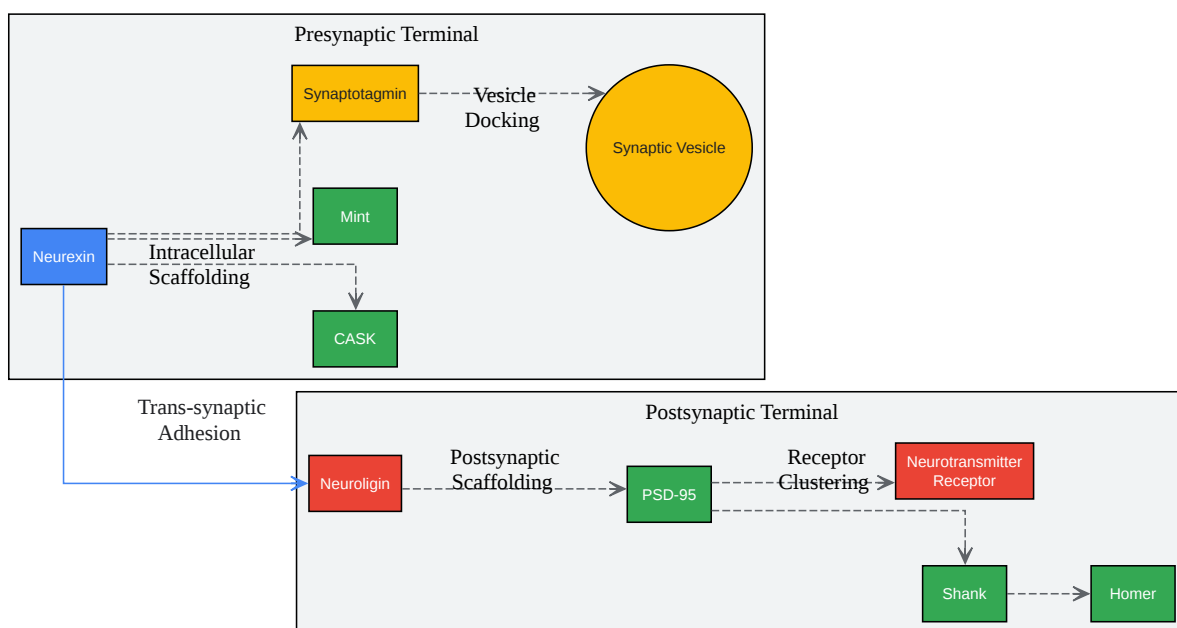 Presynaptic Terminal
Synaptotagmin
Vesicle
Docking
Synaptic Vesicle
Mint
Neurexin
Intracellular
Scaffolding
CASK
Trans-synaptic
Adhesion
Postsynaptic Terminal
Neuroligin
Postsynaptic
Scaffolding
PSD-95
Receptor
Clustering
Neurotransmitter
Receptor
Shank
Homer